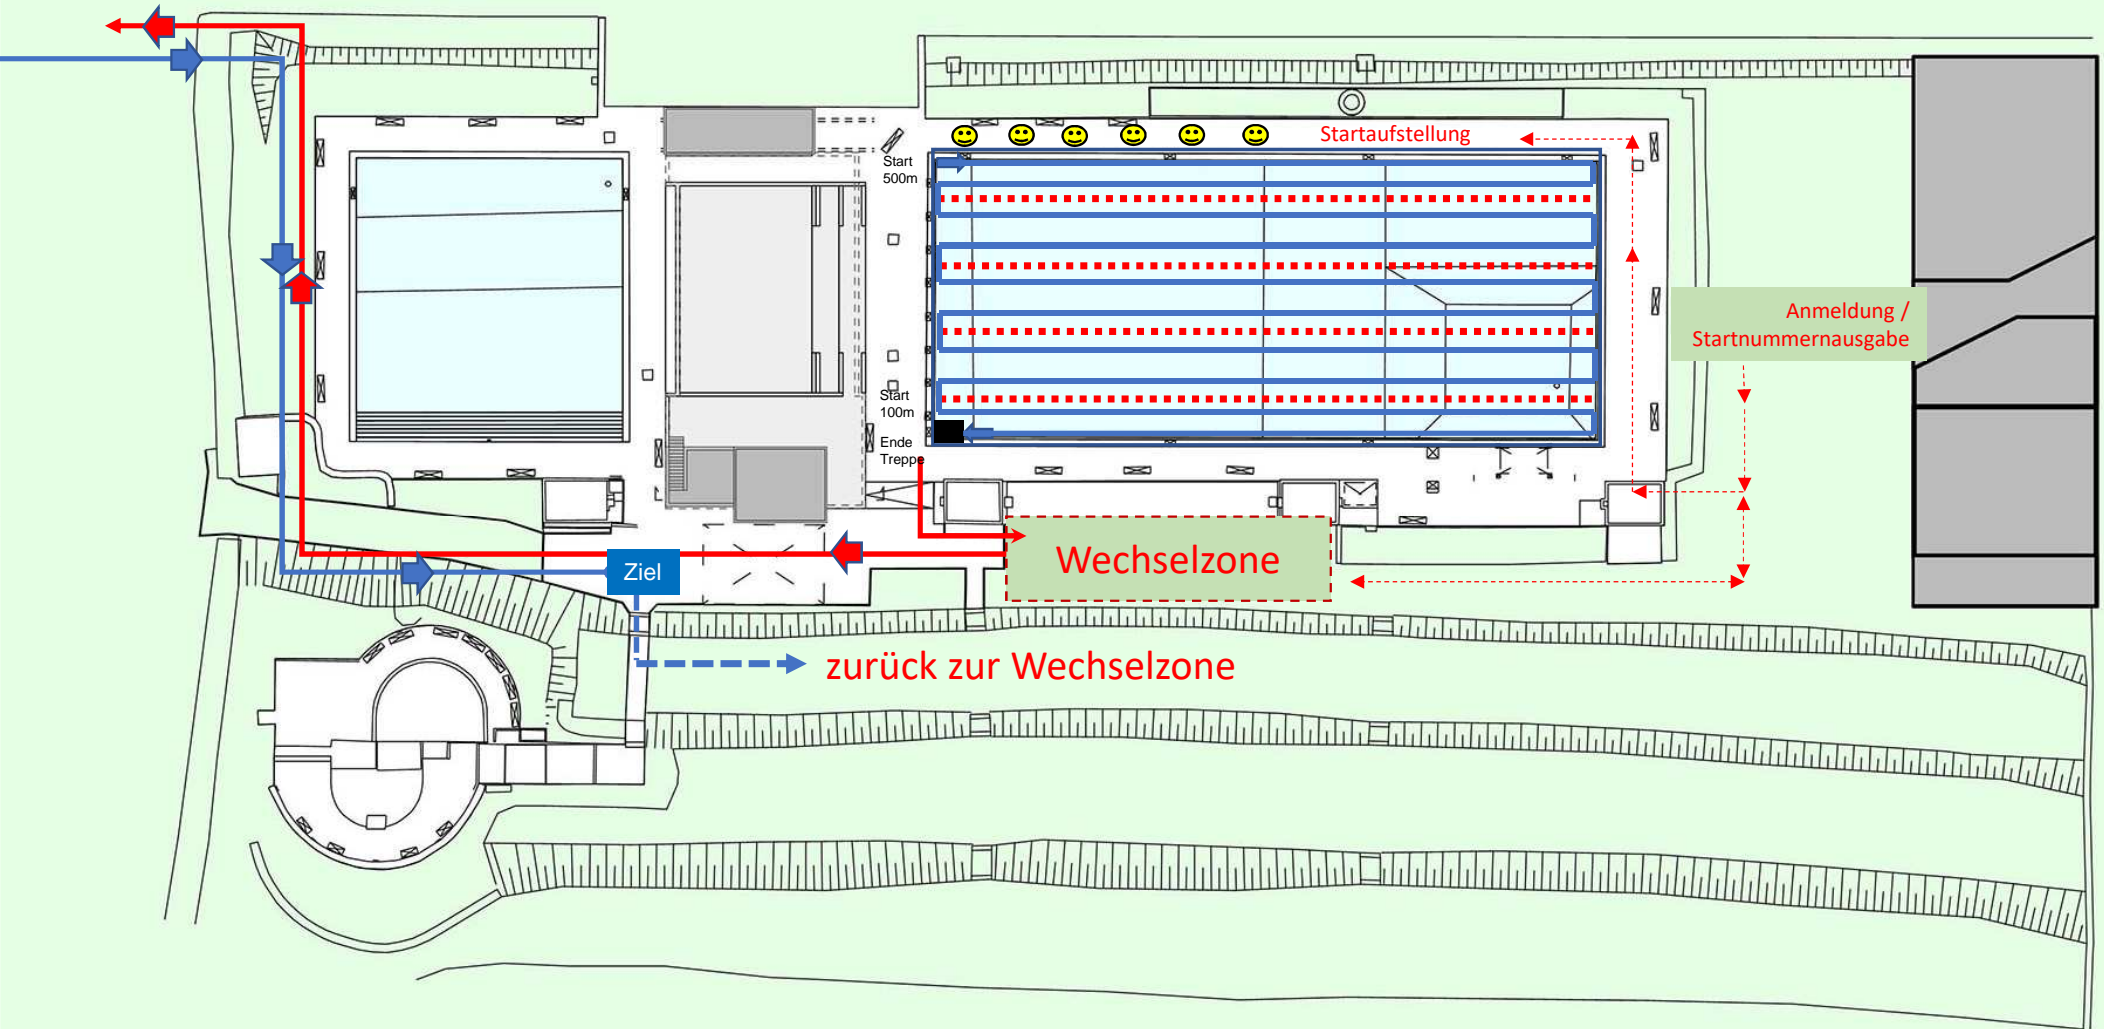 Startaufstellung
Start
500m
Anmeldung /
Startnummernausgabe
Start
100m
Ende
Treppe
Wechselzone
Ziel
zurück zur Wechselzone